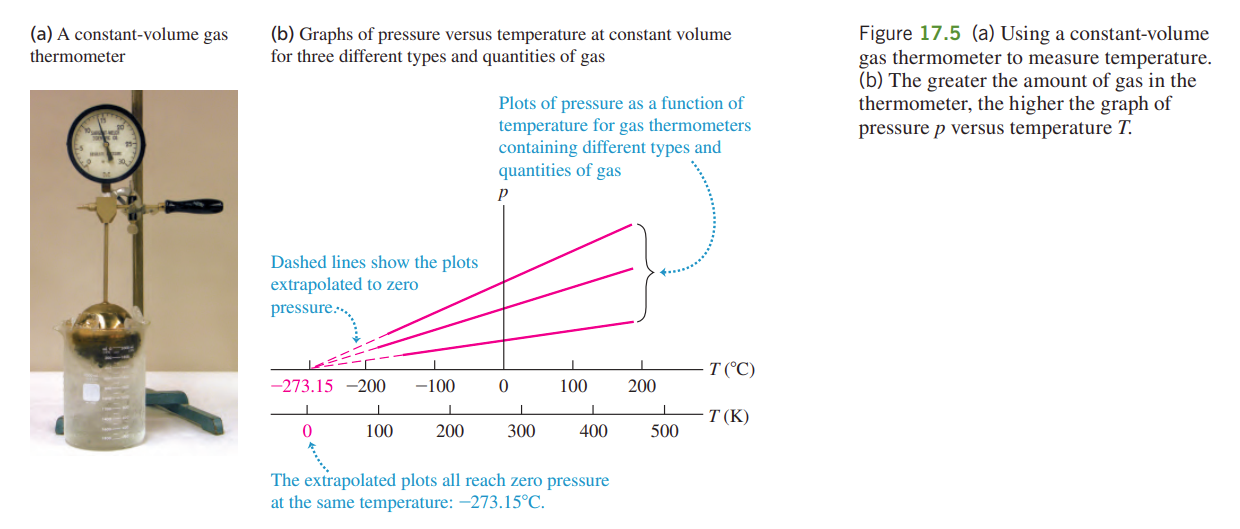 (a) A constant-volume gas
thermometer
(b) Graphs of pressure versus temperature at constant volume
for three different types and quantities of gas
Plots of pressure as a function of
temperature for gas thermometers
containing different types and
quantities of gas
p
Dashed lines show the plots
extrapolated to zero
pressure.
T (°C)
−273.15 −200 −100 0 100 200
T (K)
0 100 200 300 400 500
The extrapolated plots all reach zero pressure
at the same temperature: −273.15°C.
Figure 17.5 (a) Using a constant-volume
gas thermometer to measure temperature.
(b) The greater the amount of gas in the
thermometer, the higher the graph of
pressure p versus temperature T.